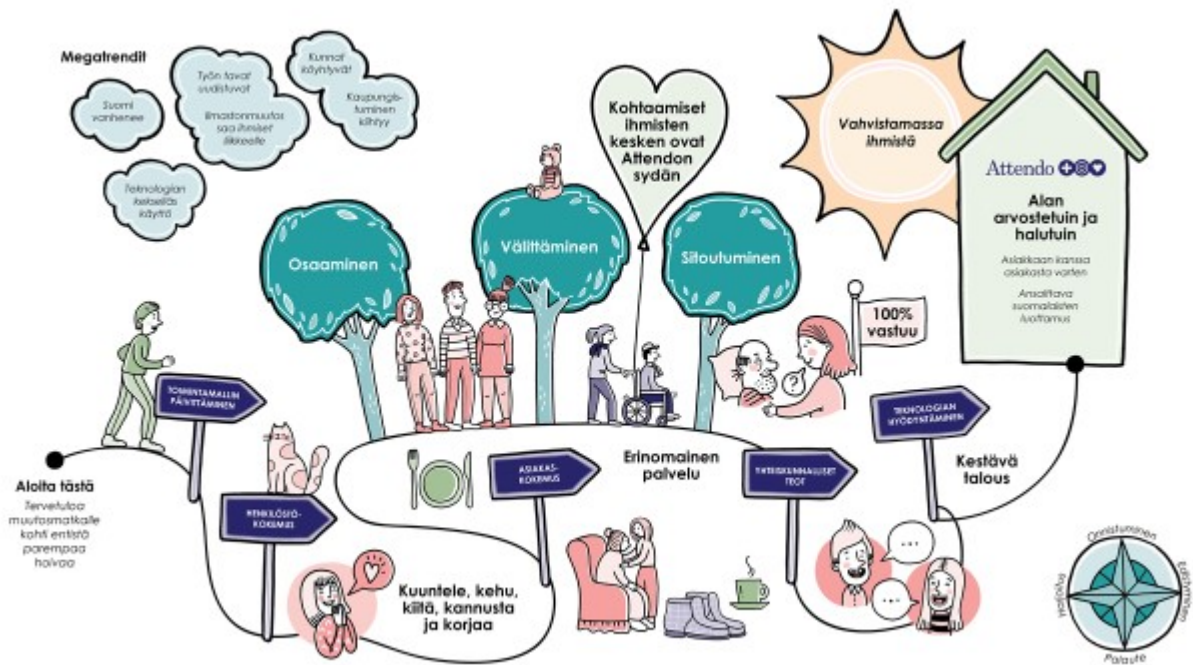 Megatrendit
Suomi
vanhenee
Työn tavat
uudistuvat
Ilmastonmuutos
saa ihmiset
liikkeelle
Kunnat
köyhtyvät
Kaupungis-
tuminen
kiihtyy
Teknologian
kekseliäs
käyttö
Osaaminen
Välittäminen
Sitoutuminen
Kohtaamiset
ihmisten
kesken ovat
Attendon
sydän
Vahvistamassa
ihmistä
Attendo
Alan
arvostetuin ja
halutuin
Asiakkaan kanssa
asiakasta varten
Ansaittava
suomalaisten
luottamus
100%
vastuu
?
Aloita tästä
Tervetuloa
muutosmatkalle
kohti entistä
parempaa
hoivaa
TOIMINTAMALLIN
PÄIVITTÄMINEN
HENKILÖSTÖ-
KOKEMUS
Kuuntele, kehu,
kiitä, kannusta
ja korjaa
ASIAKAS-
KOKEMUS
Erinomainen
palvelu
YHTEISKUNNALLISET
TEOT
TEKNOLOGIAN
HYÖDYNTÄMINEN
Kestävä
talous
...
...
Onnistuminen
Palaute
Harjoitus